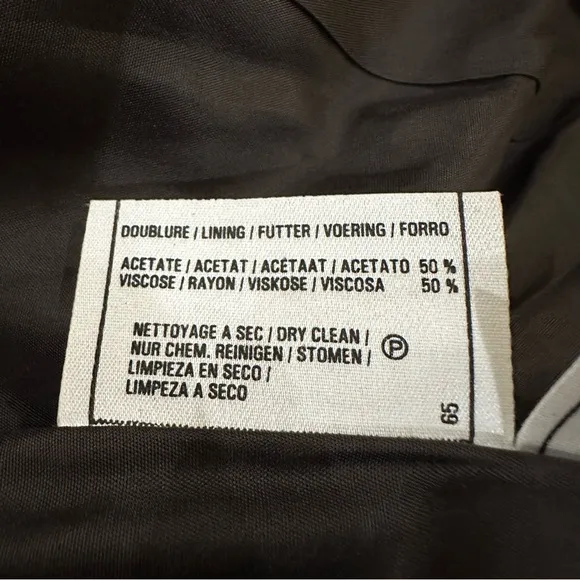 DOUBLURE / LINING / FUTTER / VOERING / FORRO
ACETATE / ACETAT / ACÉTAAT / ACETATO 50 %
VISCOSE / RAYON / VISKOSE / VISCOSA 50 %
NETTOYAGE A SEC / DRY CLEAN /
NUR CHEM. REINIGEN / STOMEN / P
LIMPIEZA EN SECO /
LIMPEZA A SECO
65